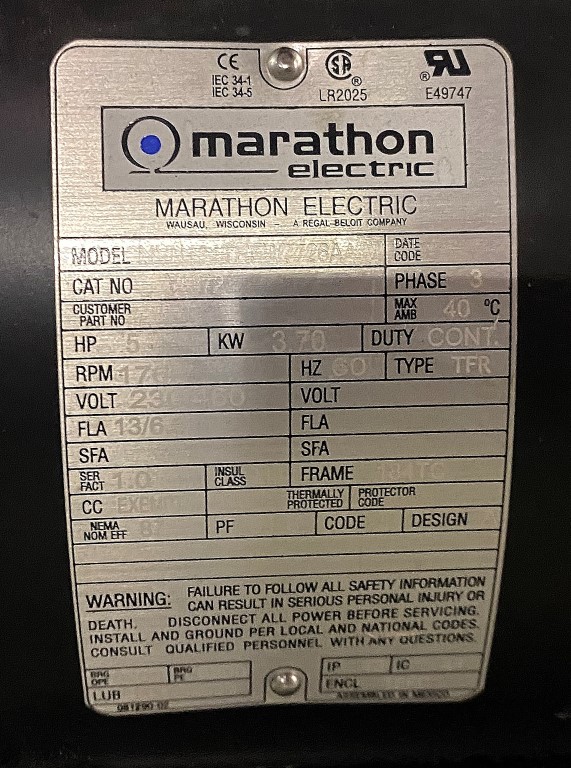 CE
IEC 34-1
IEC 34-5
SA ®
LR2025
® RU
E49747
marathon
electric
MARATHON ELECTRIC
WAUSAU, WISCONSIN - A REGAL-BELOIT COMPANY
MODEL DATE CODE
CAT NO PHASE 3
CUSTOMER PART NO MAX AMB 40 °C
HP 5 KW 3.70 DUTY CONT.
RPM HZ 60 TYPE TFR
VOLT VOLT
FLA FLA
SFA SFA
SER FACT 1.0 INSUL CLASS FRAME
CC THERMALLY PROTECTED PROTECTOR CODE
NEMA NOM EFF PF CODE DESIGN
WARNING: FAILURE TO FOLLOW ALL SAFETY INFORMATION
CAN RESULT IN SERIOUS PERSONAL INJURY OR
DEATH. DISCONNECT ALL POWER BEFORE SERVICING.
INSTALL AND GROUND PER LOCAL AND NATIONAL CODES.
CONSULT QUALIFIED PERSONNEL WITH ANY QUESTIONS.
BRG OPE BRG PE IP IC
LUB ENCL
ASSEMBLED IN MEXICO